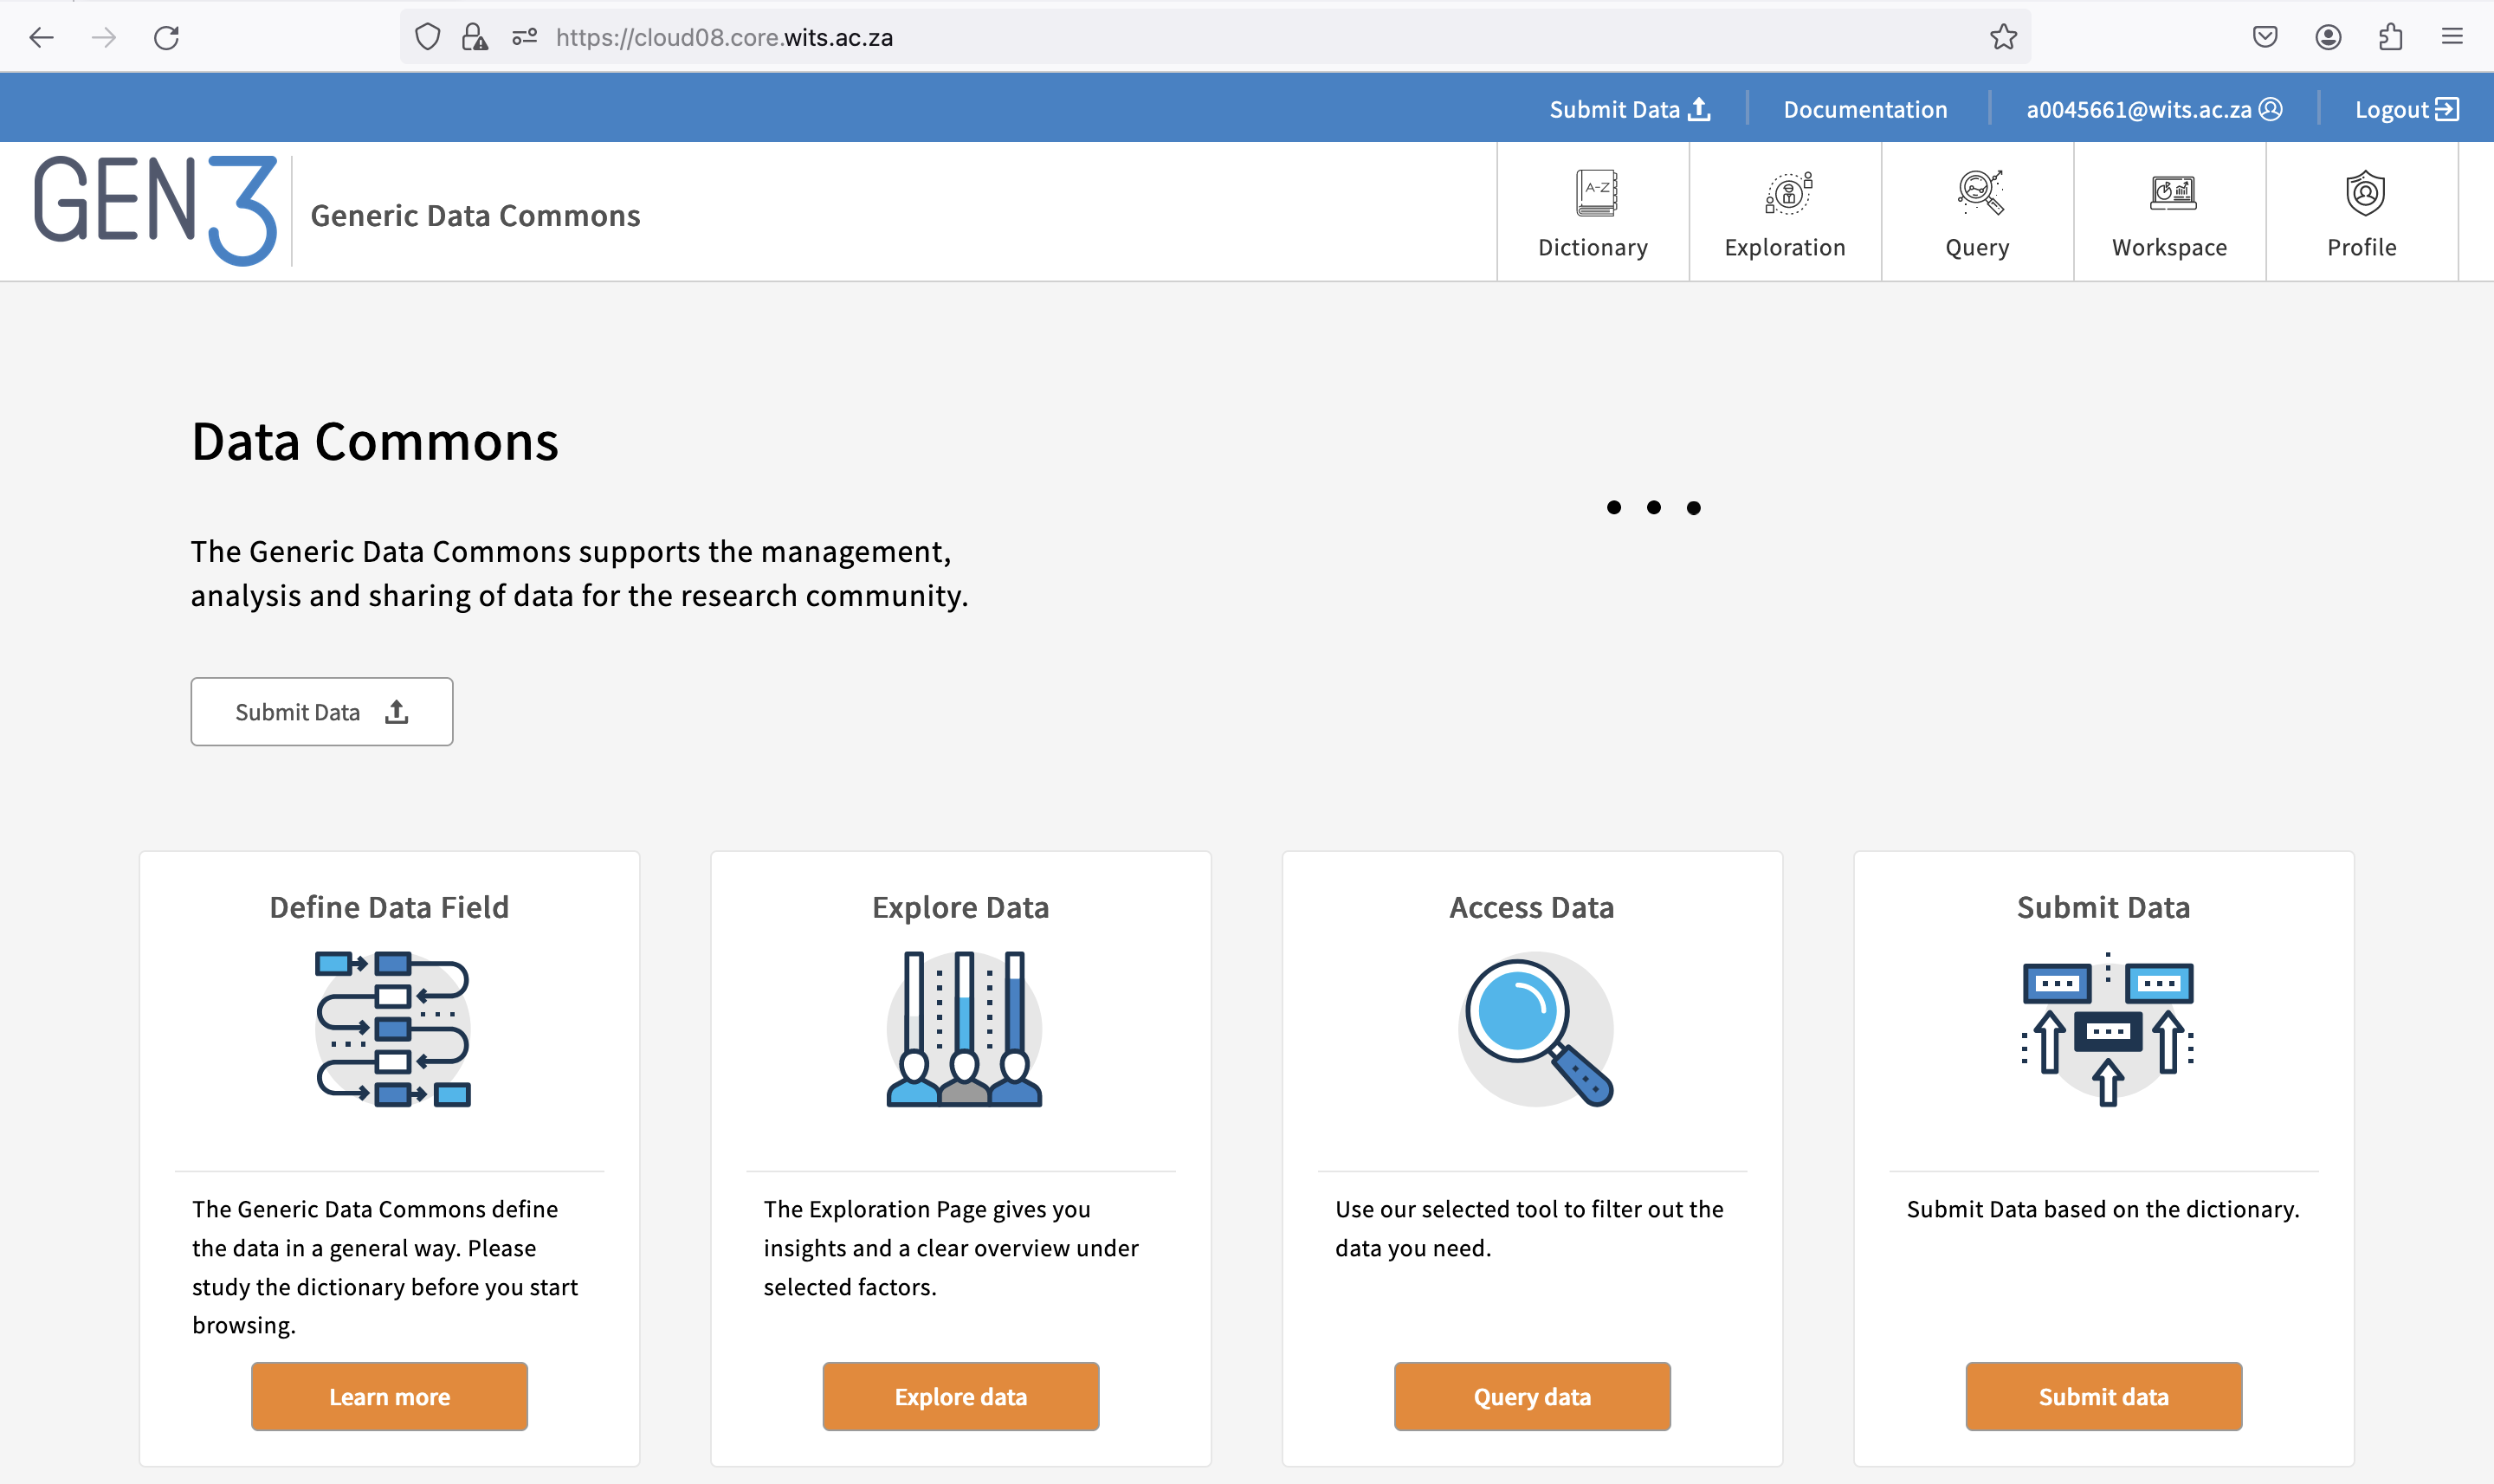 https://cloud08.core.wits.ac.za
Submit Data
Documentation
a0045661@wits.ac.za
Logout
GEN3
Generic Data Commons
A-Z
Dictionary
Exploration
Query
Workspace
Profile
Data Commons
The Generic Data Commons supports the management,
analysis and sharing of data for the research community.
Submit Data
Define Data Field
The Generic Data Commons define
the data in a general way. Please
study the dictionary before you start
browsing.
Learn more
Explore Data
The Exploration Page gives you
insights and a clear overview under
selected factors.
Explore data
Access Data
Use our selected tool to filter out the
data you need.
Query data
Submit Data
Submit Data based on the dictionary.
Submit data